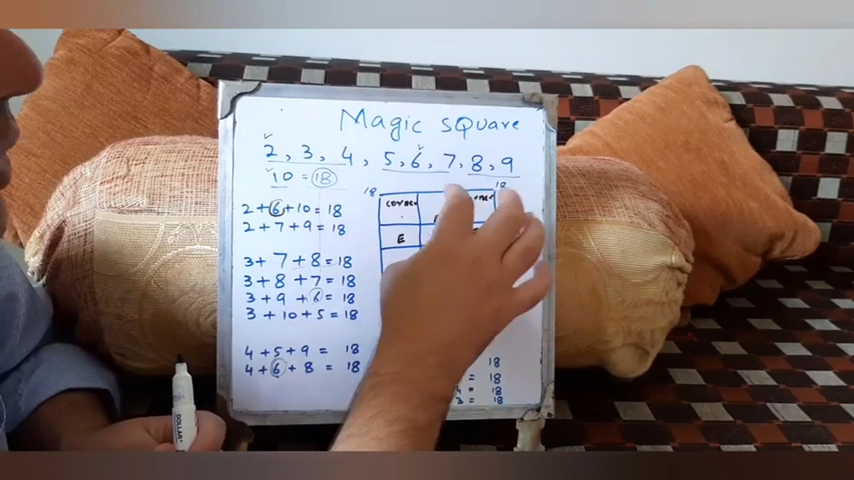 Magic Square
2, 3, 4, 5, 6, 7, 8, 9
10 = 18
18 18
corner
E
2+6+10 = 18
2+7+9 = 18
3+7+8 = 18
3+8+7 = 18
3+9+6 = 18
3+10+5 = 18
4+5+9 = 18
4+6+8 = 18
= 18
= 18
3 = 18
DOLLAR